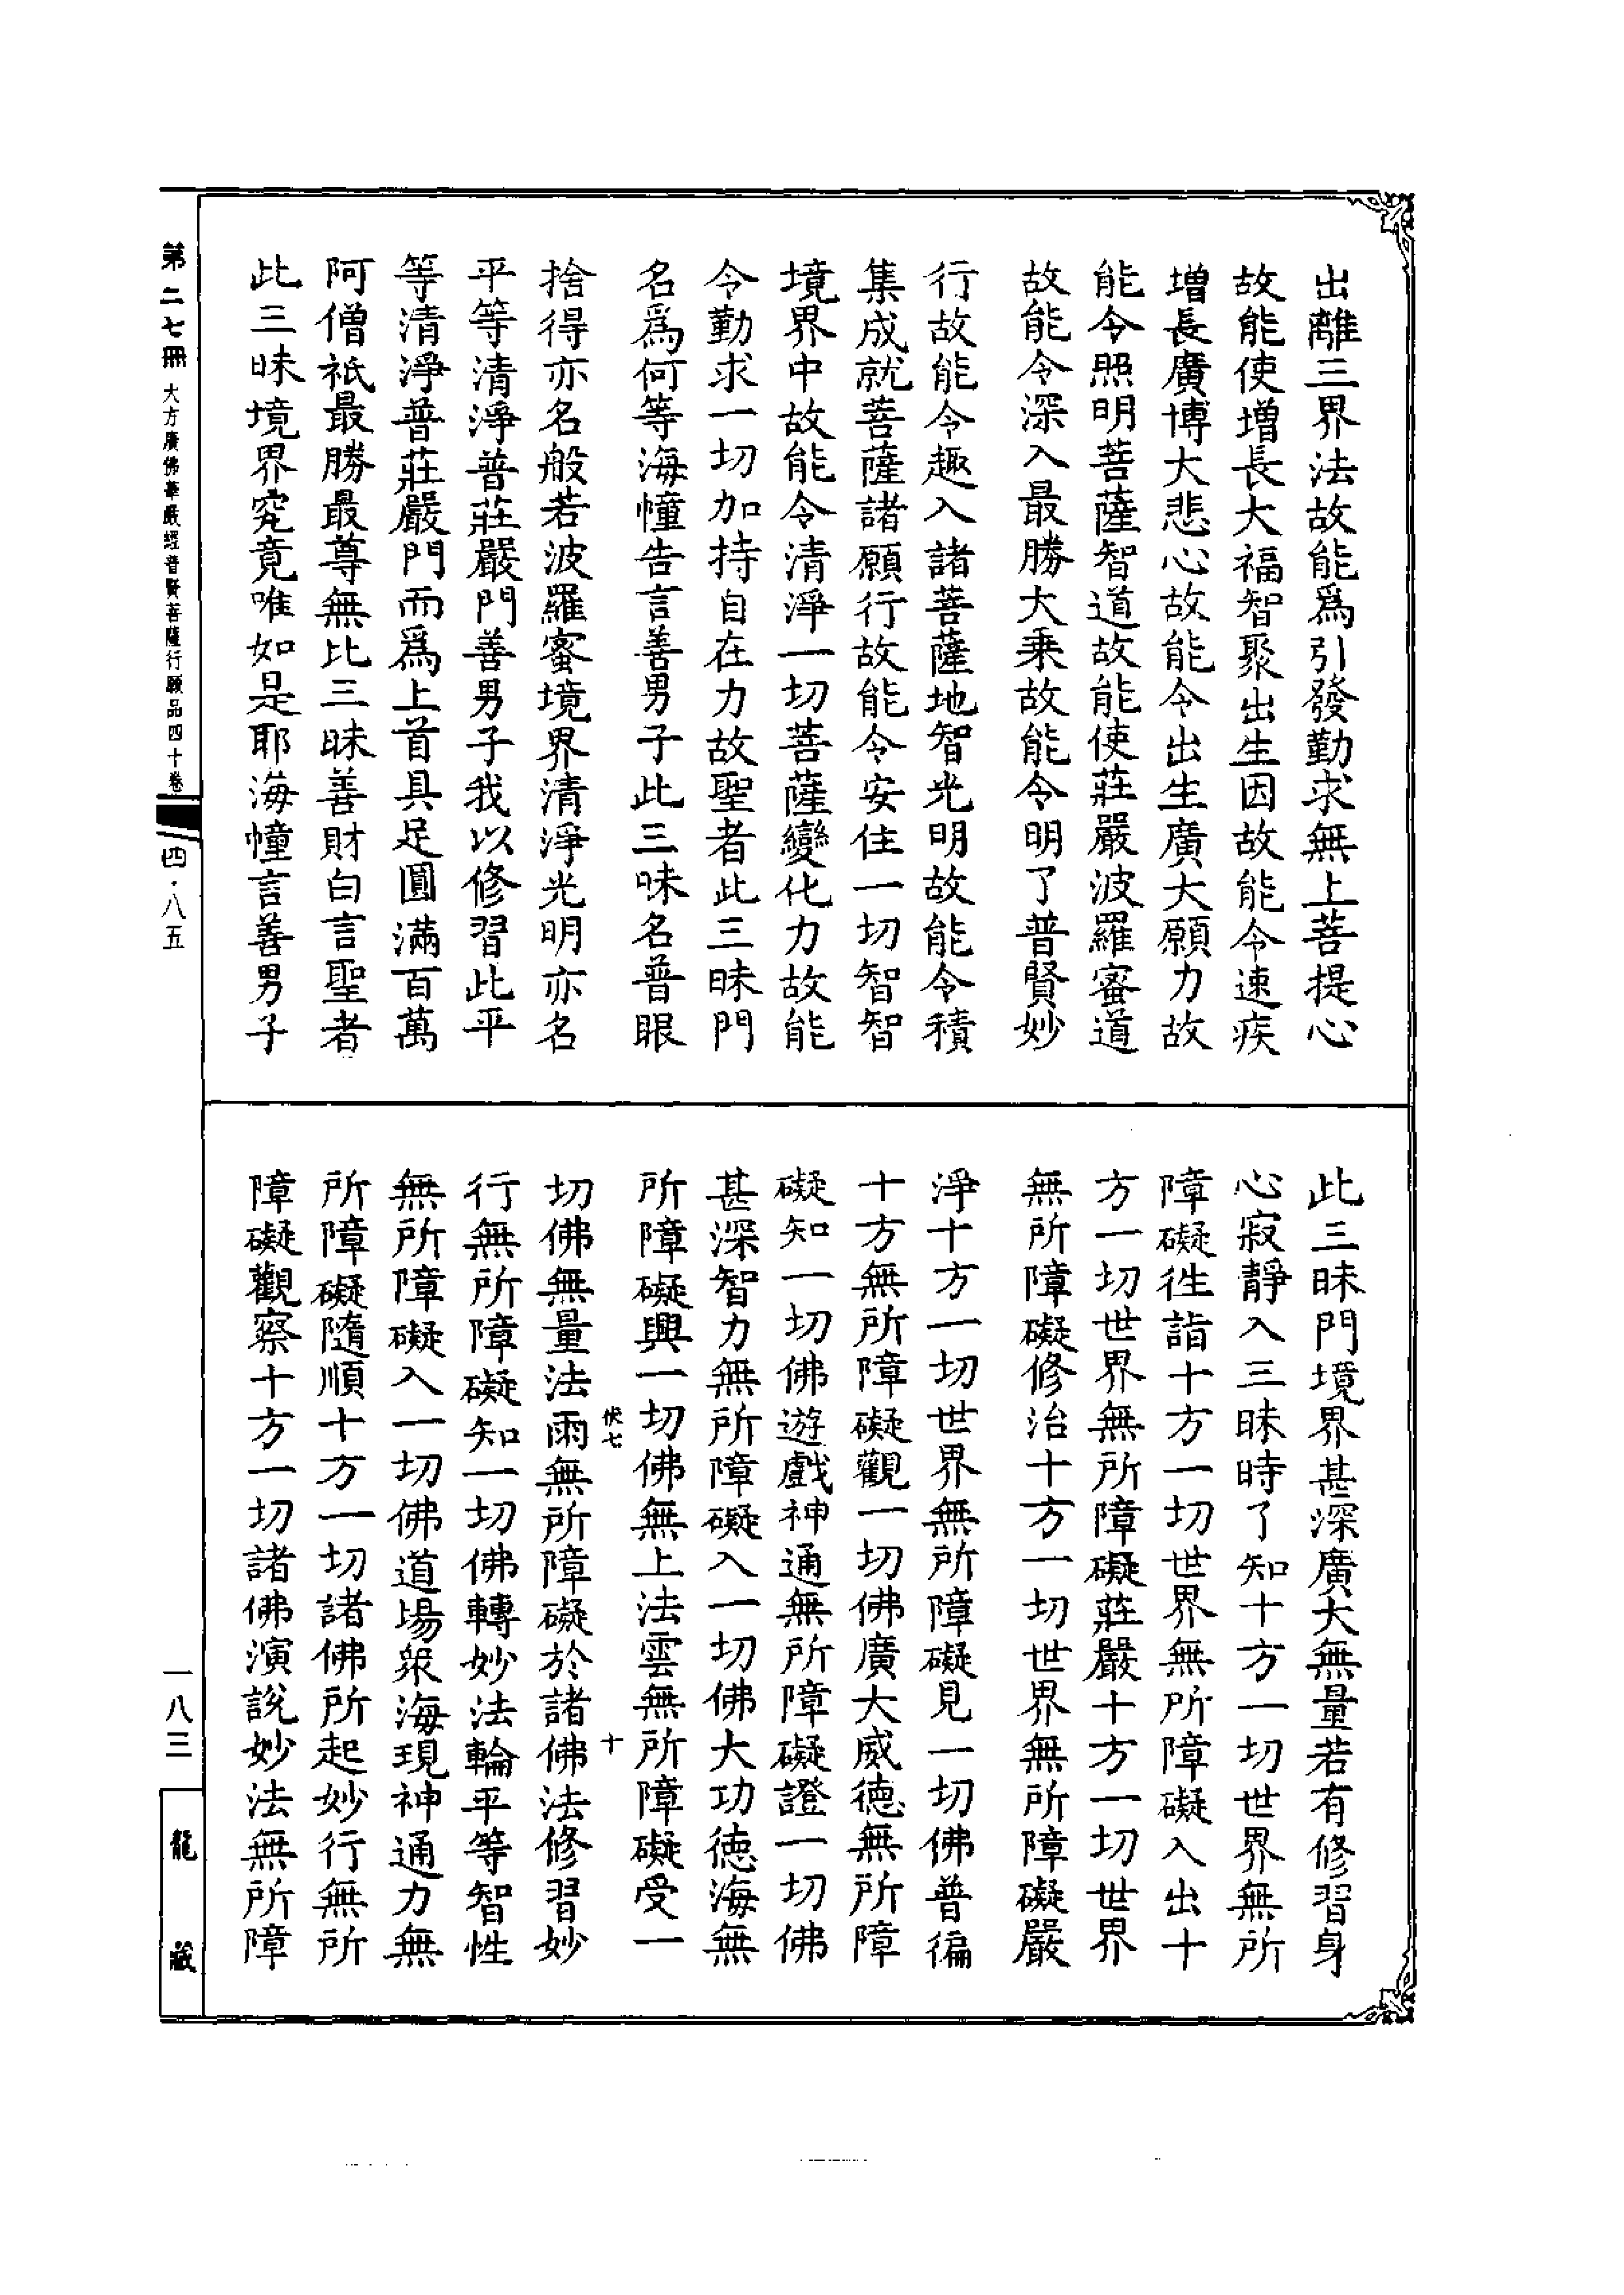 出離三界法故能爲引發勤求無上菩提心
故能使增長大福智聚出生因故能令速疾
增長廣博大悲心故能令出生廣大願力故
能令照明菩薩智道故能使莊嚴波羅蜜道
故能令深入最勝大乘故能令明了普賢妙
行故能令趣入諸菩薩地智光明故能令積
集成就菩薩諸願行故能令安住一切智智
境界中故能令清淨一切菩薩變化力故能
令勤求一切加持自在力故聖者此三昧門
名爲何等海幢告言善男子此三昧名普眼
捨得亦名般若波羅蜜境界清淨光明亦名
平等清淨普莊嚴門善男子我以修習此平
等清淨普莊嚴門而爲上首具足圓滿百萬
阿僧祇最勝最尊無比三昧善財白言聖者
此三昧境界究竟唯如是耶海幢言善男子
此三昧門境界甚深廣大無量若有修習身
心寂靜入三昧時了知十方一切世界無所
障礙徃詣十方一切世界無所障礙入出十
方一切世界無所障礙莊嚴十方一切世界
無所障礙修治十方一切世界無所障礙嚴
淨十方一切世界無所障礙見一切佛普徧
十方無所障礙觀一切佛廣大威德無所障
礙知一切佛遊戲神通無所障礙證一切佛
甚深智力無所障礙入一切佛大功德海無
所障礙興一切佛無上法雲無所障礙受一
伏七 十
切佛無量法雨無所障礙於諸佛法修習妙
行無所障礙知一切佛轉妙法輪平等智性
無所障礙入一切佛道場衆海現神通力無
所障礙隨順十方一切諸佛所起妙行無所
障礙觀察十方一切諸佛演說妙法無所障
第二七冊 大方廣佛華嚴經普賢菩薩行願品四十卷 四·八五
一八三
龍藏